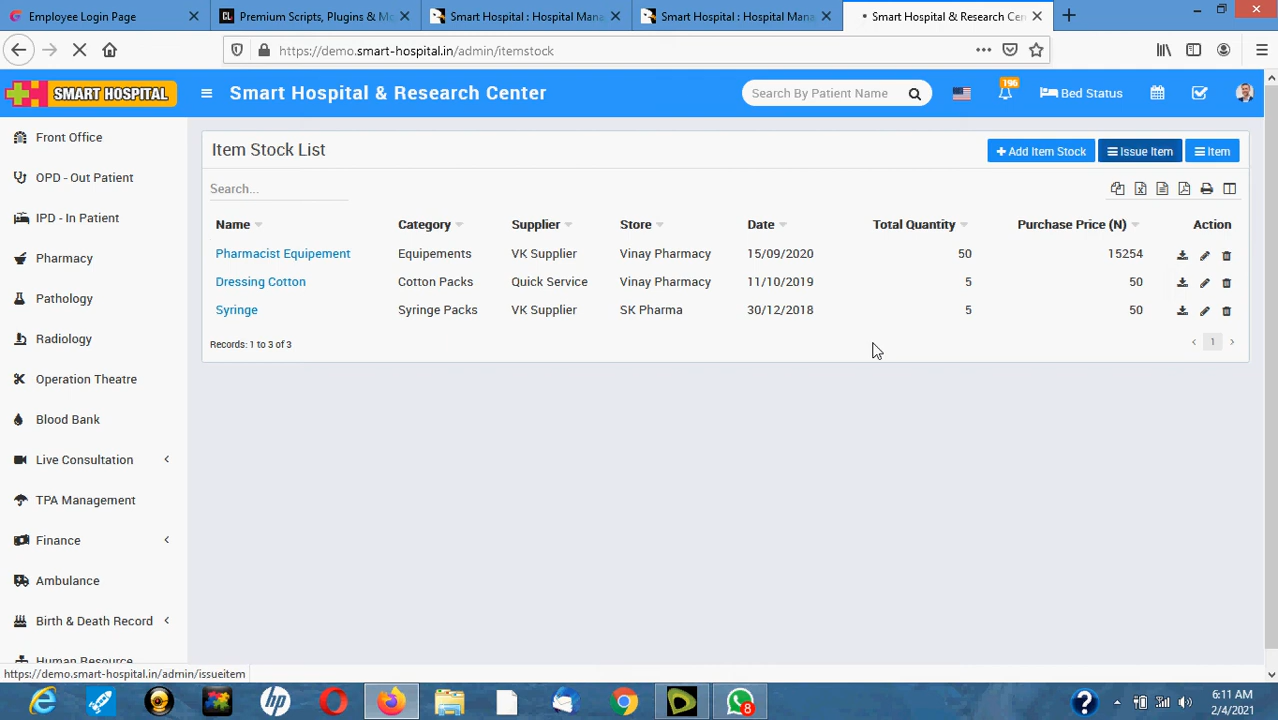 Employee Login Page
Premium Scripts, Plugins & Mo
Smart Hospital : Hospital Mana
Smart Hospital : Hospital Mana
Smart Hospital & Research Cen
https://demo.smart-hospital.in/admin/itemstock
SMART HOSPITAL
Smart Hospital & Research Center
Search By Patient Name
196
Bed Status
Front Office
OPD - Out Patient
IPD - In Patient
Pharmacy
Pathology
Radiology
Operation Theatre
Blood Bank
Live Consultation
TPA Management
Finance
Ambulance
Birth & Death Record
Human Resource
Item Stock List
+ Add Item Stock
Issue Item
Item
Search...
Name Category Supplier Store Date Total Quantity Purchase Price (N) Action
Pharmacist Equipement Equipements VK Supplier Vinay Pharmacy 15/09/2020 50 15254
Dressing Cotton Cotton Packs Quick Service Vinay Pharmacy 11/10/2019 5 50
Syringe Syringe Packs VK Supplier SK Pharma 30/12/2018 5 50
Records: 1 to 3 of 3
1
https://demo.smart-hospital.in/admin/issueitem
8
6:11 AM
2/4/2021